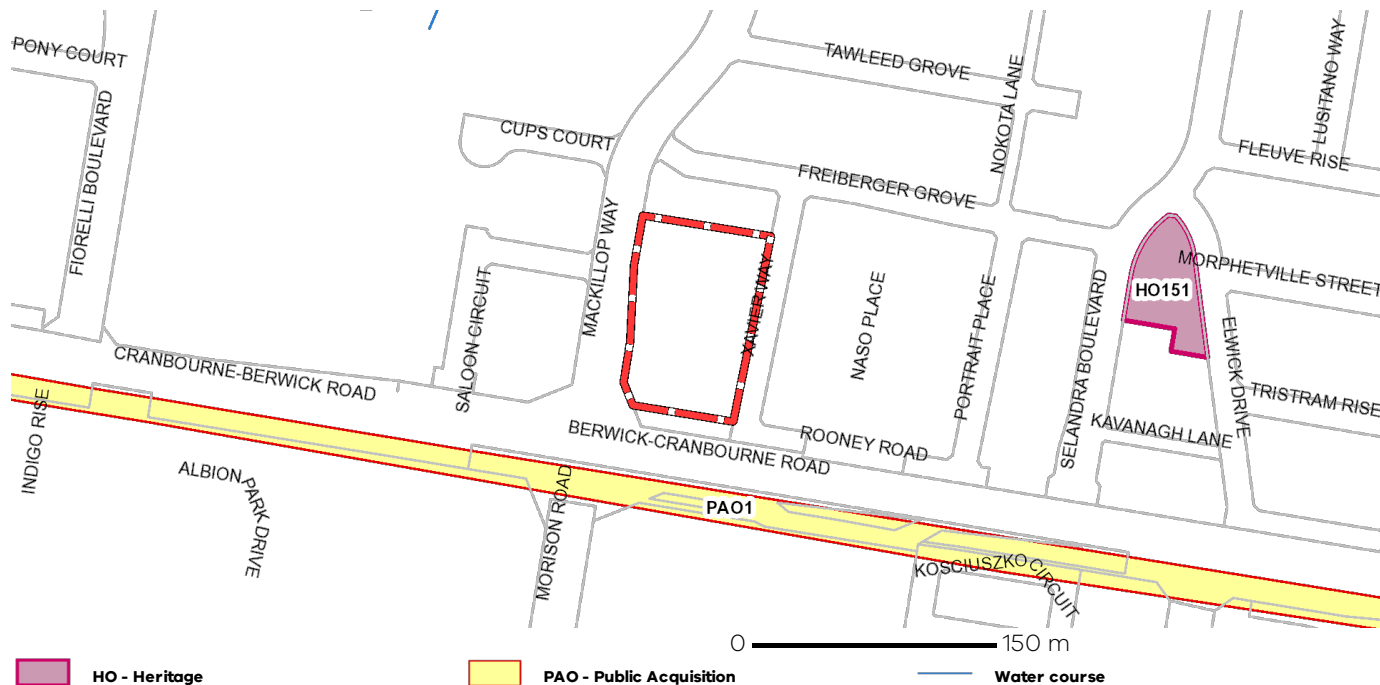 PONY COURT
TAWLEED GROVE
LUSITANO WAY
NOKOTA LANE
FIORELLI BOULEVARD
CUPS COURT
FLEUVE RISE
FREIBERGER GROVE
MACKILLOP WAY
XAVIER WAY
MORPHETVILLE STREET
HO151
SALOON CIRCUIT
NASO PLACE
PORTRAIT PLACE
SELANDRA BOULEVARD
ELWICK DRIVE
CRANBOURNE-BERWICK ROAD
TRISTRAM RISE
INDIGO RISE
BERWICK-CRANBOURNE ROAD
ROONEY ROAD
KAVANAGH LANE
ALBION PARK DRIVE
MORISON ROAD
PAO1
KOSCIUSZKO CIRCUIT
0 150 m
HO - Heritage
PAO - Public Acquisition
Water course